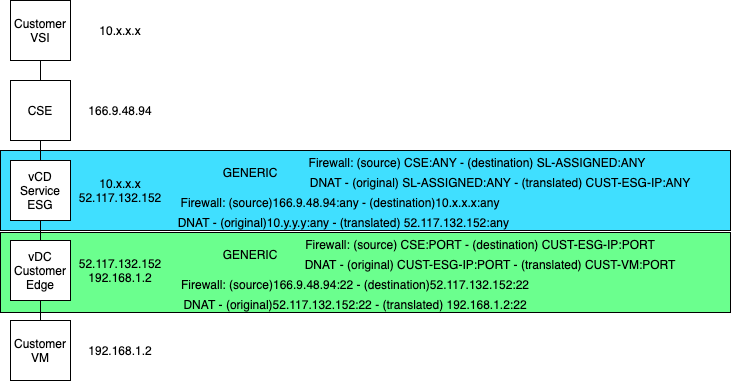 Customer
VSI
10.x.x.x
CSE
166.9.48.94
vCD
Service
ESG
10.x.x.x
52.117.132.152
GENERIC
Firewall: (source) CSE:ANY - (destination) SL-ASSIGNED:ANY
DNAT - (original) SL-ASSIGNED:ANY - (translated) CUST-ESG-IP:ANY
Firewall: (source)166.9.48.94:any - (destination)10.x.x.x:any
DNAT - (original)10.y.y.y:any - (translated) 52.117.132.152:any
vDC
Customer
Edge
52.117.132.152
192.168.1.2
GENERIC
Firewall: (source) CSE:PORT - (destination) CUST-ESG-IP:PORT
DNAT - (original) CUST-ESG-IP:PORT - (translated) CUST-VM:PORT
Firewall: (source)166.9.48.94:22 - (destination)52.117.132.152:22
DNAT - (original)52.117.132.152:22 - (translated) 192.168.1.2:22
Customer
VM
192.168.1.2